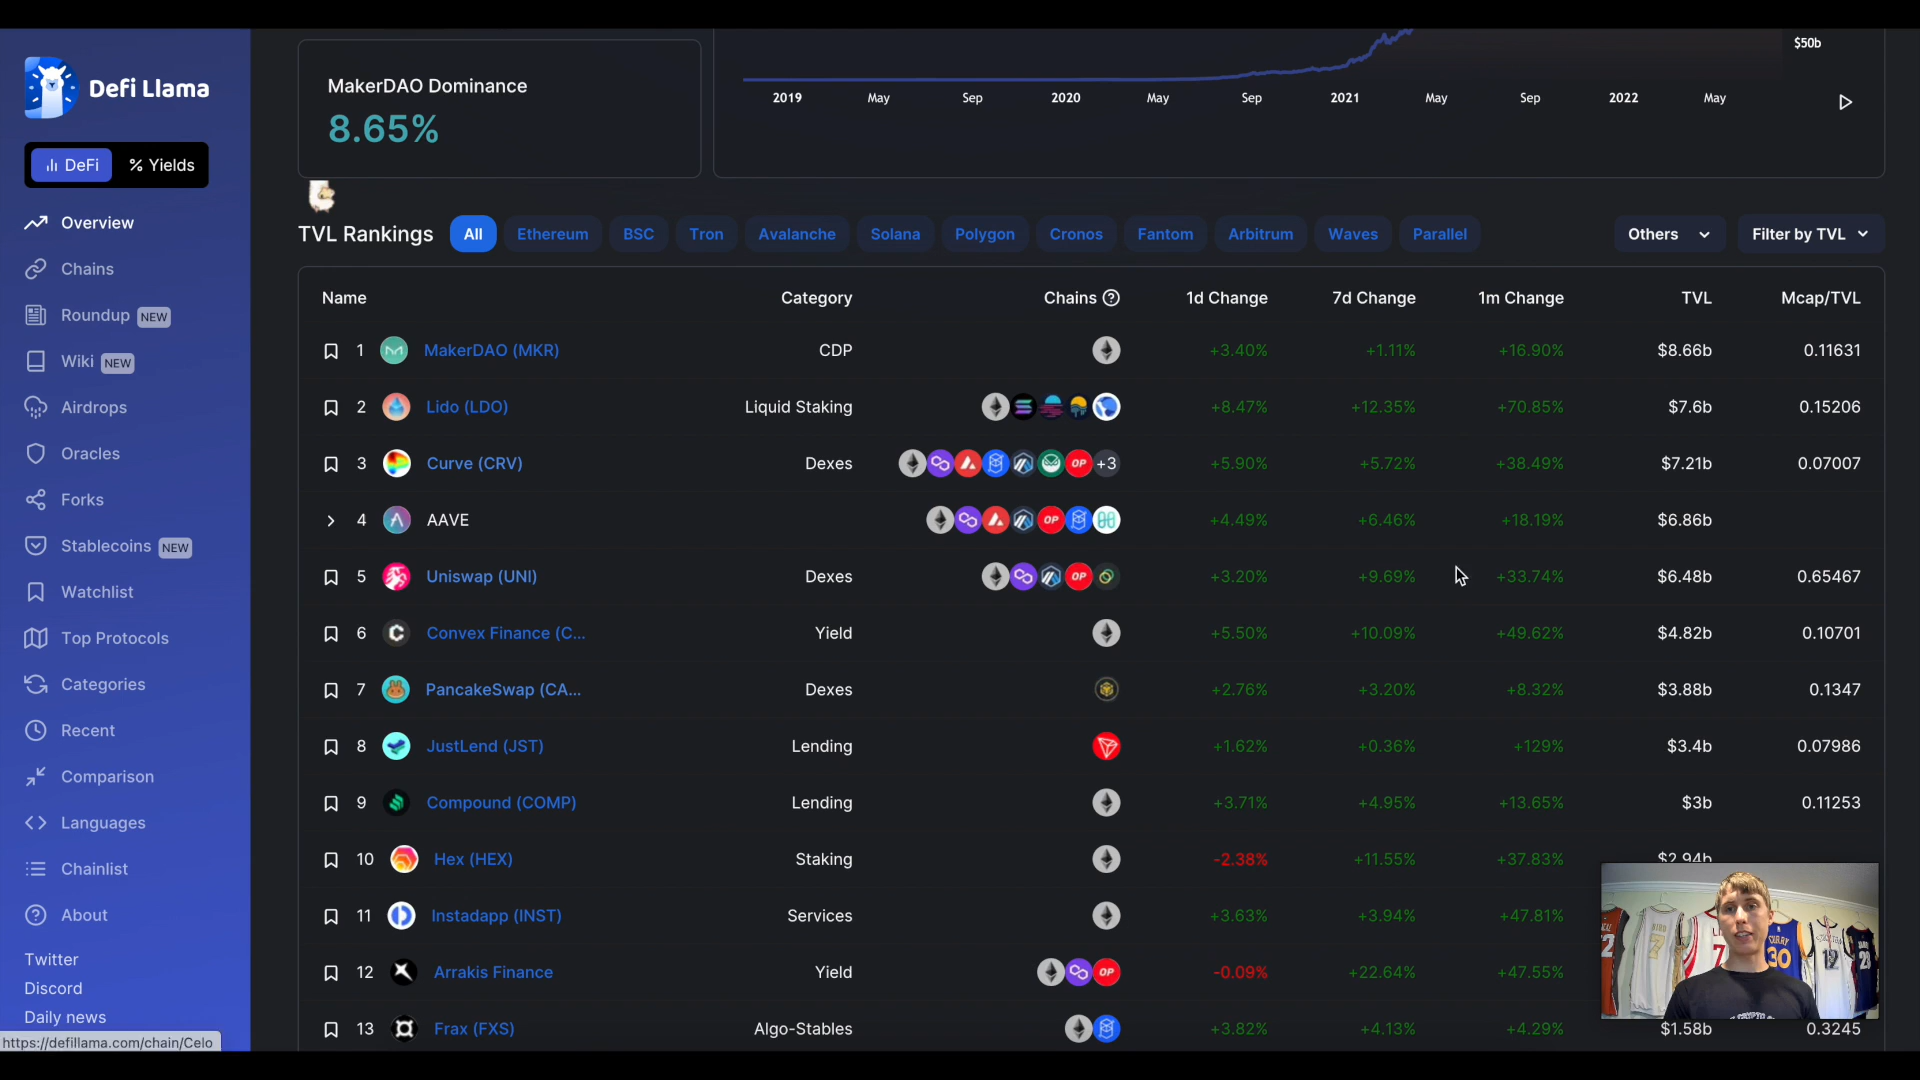 $50b
MakerDAO Dominance
8.65%
2019 May Sep 2020 May Sep 2021 May Sep 2022 May
Defi Llama
DeFi % Yields
Overview
Chains
Roundup NEW
Wiki NEW
Airdrops
Oracles
Forks
Stablecoins NEW
Watchlist
Top Protocols
Categories
Recent
Comparison
Languages
Chainlist
About
Twitter
Discord
Daily news
https://defillama.com/chain/Celo
TVL Rankings All Ethereum BSC Tron Avalanche Solana Polygon Cronos Fantom Arbitrum Waves Parallel Others Filter by TVL
Name Category Chains 1d Change 7d Change 1m Change TVL Mcap/TVL
1 MakerDAO (MKR) CDP +3.40% +1.11% +16.90% $8.66b 0.11631
2 Lido (LDO) Liquid Staking +8.47% +12.35% +70.85% $7.6b 0.15206
3 Curve (CRV) Dexes OP +3 +5.90% +5.72% +38.49% $7.21b 0.07007
4 AAVE OP +4.49% +6.46% +18.19% $6.86b
5 Uniswap (UNI) Dexes OP +3.20% +9.69% +33.74% $6.48b 0.65467
6 Convex Finance (C... Yield +5.50% +10.09% +49.62% $4.82b 0.10701
7 PancakeSwap (CA... Dexes +2.76% +3.20% +8.32% $3.88b 0.1347
8 JustLend (JST) Lending +1.62% +0.36% +129% $3.4b 0.07986
9 Compound (COMP) Lending +3.71% +4.95% +13.65% $3b 0.11253
10 Hex (HEX) Staking -2.38% +11.55% +37.83% $2.94b
11 Instadapp (INST) Services +3.63% +3.94% +47.81%
12 Arrakis Finance Yield OP -0.09% +22.64% +47.55%
13 Frax (FXS) Algo-Stables +3.82% +4.13% +4.29% $1.58b 0.3245
CURRY
30